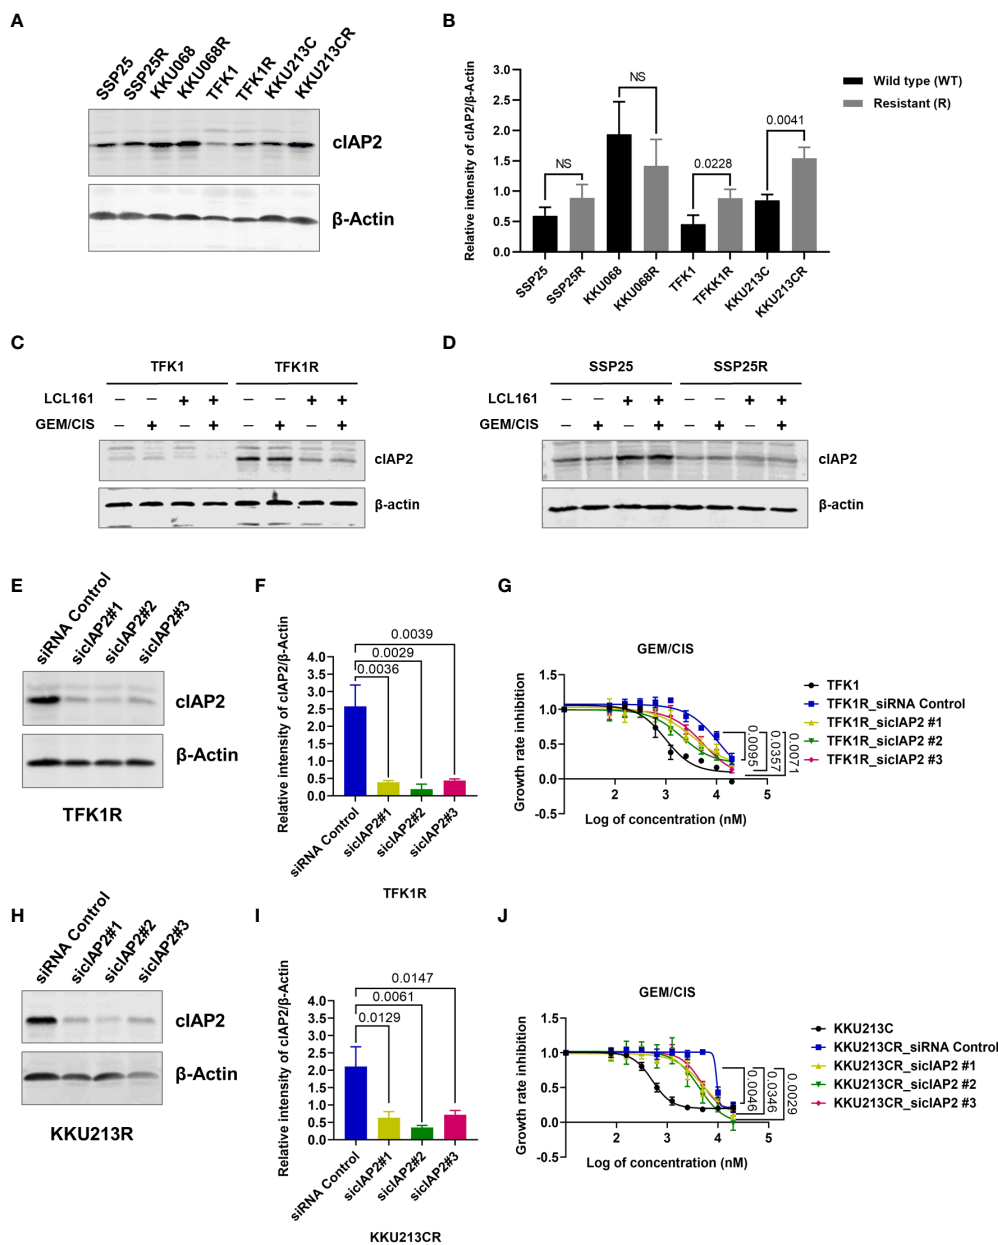 A
SSP25
SSP25R
KKU068
KKU068R
TFK1
TFK1R
KKU213C
KKU213CR
cIAP2
β-Actin
B
Relative intensity of cIAP2/β-Actin
3.0
2.5
2.0
1.5
1.0
0.5
0.0
NS
NS
0.0228
0.0041
SSP25
SSP25R
KKU068
KKU068R
TFK1
TFKK1R
KKU213C
KKU213CR
Wild type (WT)
Resistant (R)
C
TFK1 TFK1R
LCL161 − − + + − − + +
GEM/CIS − + − + − + − +
cIAP2
β-actin
D
SSP25 SSP25R
LCL161 − − + + − − + +
GEM/CIS − + − + − + − +
cIAP2
β-actin
E
siRNA Control
sicIAP2#1
sicIAP2#2
sicIAP2#3
cIAP2
β-Actin
TFK1R
F
Relative intensity of cIAP2/β-Actin
4.0
3.5
3.0
2.5
2.0
1.5
1.0
0.5
0.0
0.0039
0.0029
0.0036
siRNA Control
sicIAP2#1
sicIAP2#2
sicIAP2#3
TFK1R
G
GEM/CIS
Growth rate inhibition
1.5
1.0
0.5
0.0
-0.5
2 3 4 5
Log of concentration (nM)
0.0095
0.0357
0.0071
TFK1
TFK1R_siRNA Control
TFK1R_sicIAP2 #1
TFK1R_sicIAP2 #2
TFK1R_sicIAP2 #3
H
siRNA Control
sicIAP2#1
sicIAP2#2
sicIAP2#3
cIAP2
β-Actin
KKU213R
I
Relative intensity of cIAP2/β-Actin
4.0
3.5
3.0
2.5
2.0
1.5
1.0
0.5
0.0
0.0147
0.0061
0.0129
siRNA Control
sicIAP2#1
sicIAP2#2
sicIAP2#3
KKU213CR
J
GEM/CIS
Growth rate inhibition
1.5
1.0
0.5
0.0
-0.5
2 3 4 5
Log of concentration (nM)
0.0046
0.0346
0.0029
KKU213C
KKU213CR_siRNA Control
KKU213CR_sicIAP2 #1
KKU213CR_sicIAP2 #2
KKU213CR_sicIAP2 #3